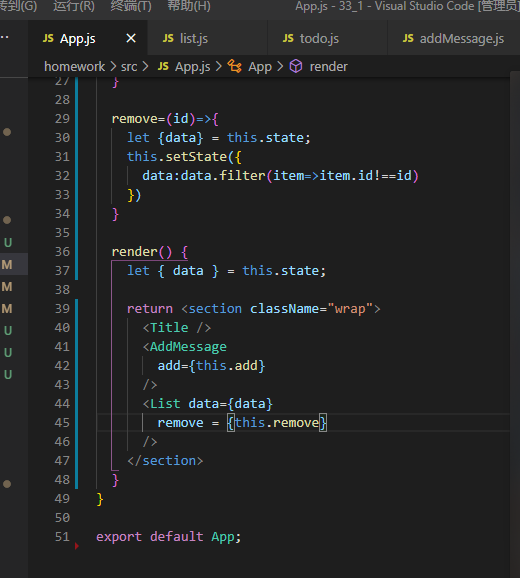 转到(G) 运行(R) 终端(T) 帮助(H) App.js - 33_1 - Visual Studio Code [管理员]
JS App.js × JS list.js JS todo.js JS addMessage.js
homework > src > JS App.js > App > render
27 }
28
29 remove=(id)=>{
30 let {data} = this.state;
31 this.setState({
32 data:data.filter(item=>item.id!==id)
33 })
34 }
35
36 render() {
37 let { data } = this.state;
38
39 return <section className="wrap">
40 <Title />
41 <AddMessage
42 add={this.add}
43 />
44 <List data={data}
45 remove = {this.remove}
46 />
47 </section>
48 }
49 }
50
51 export default App;
U
M
M
M
U
U
U